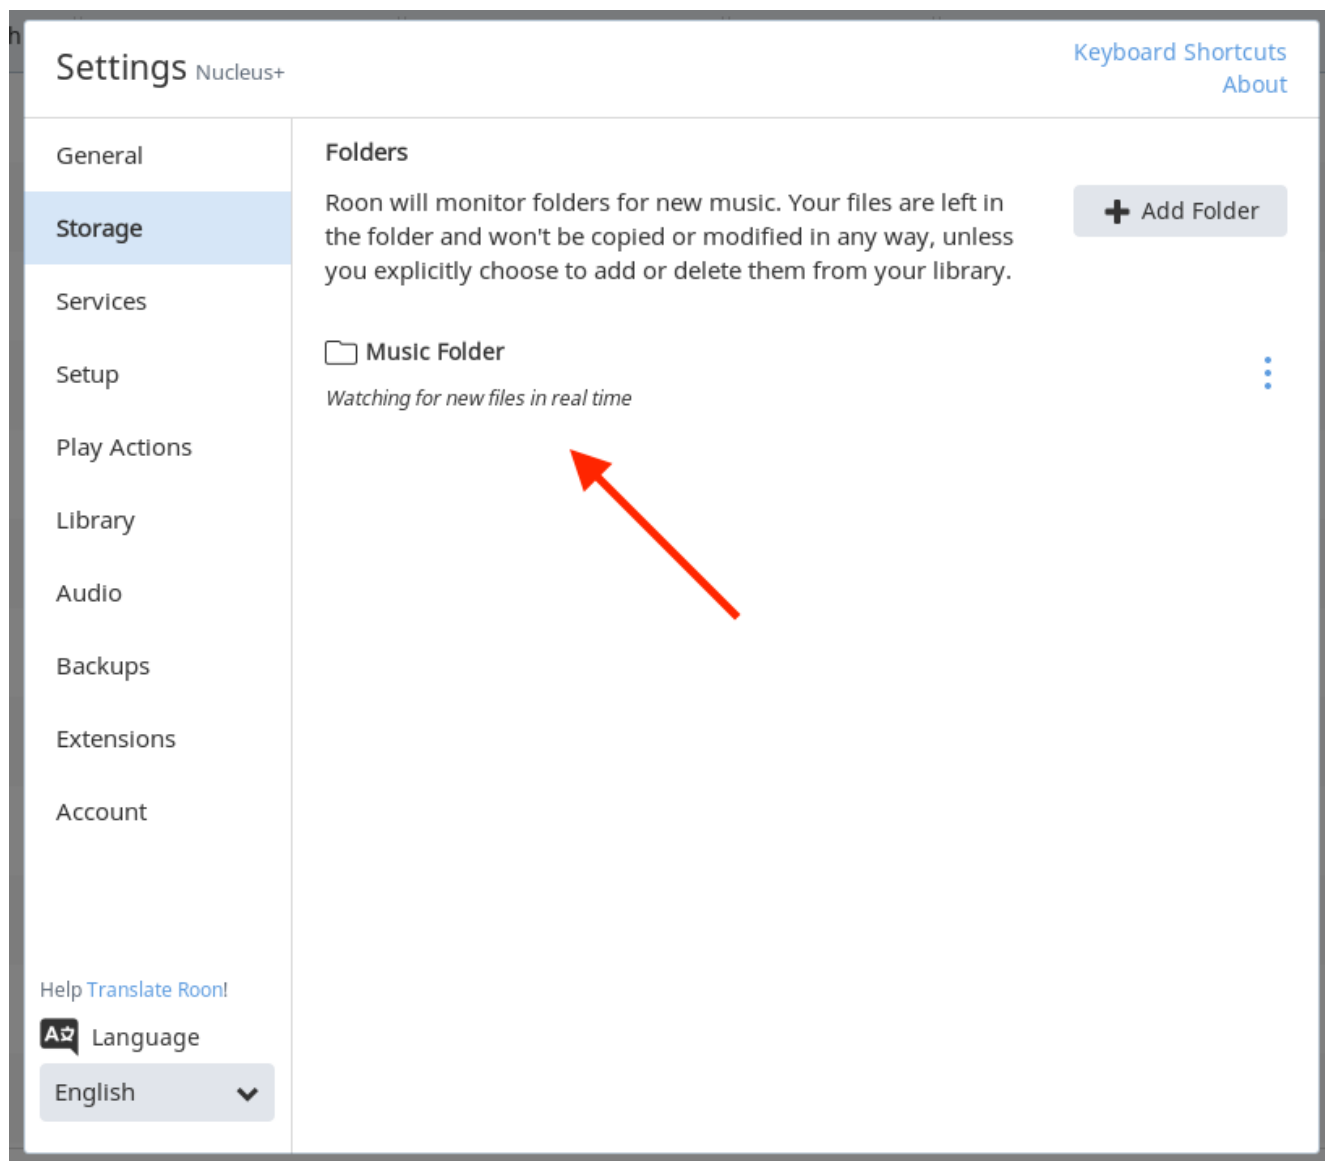 h
Settings Nucleus+
Keyboard Shortcuts
About
General
Storage
Services
Setup
Play Actions
Library
Audio
Backups
Extensions
Account
Help Translate Roon!
Language
English
Folders
Roon will monitor folders for new music. Your files are left in
the folder and won't be copied or modified in any way, unless
you explicitly choose to add or delete them from your library.
Add Folder
Music Folder
Watching for new files in real time